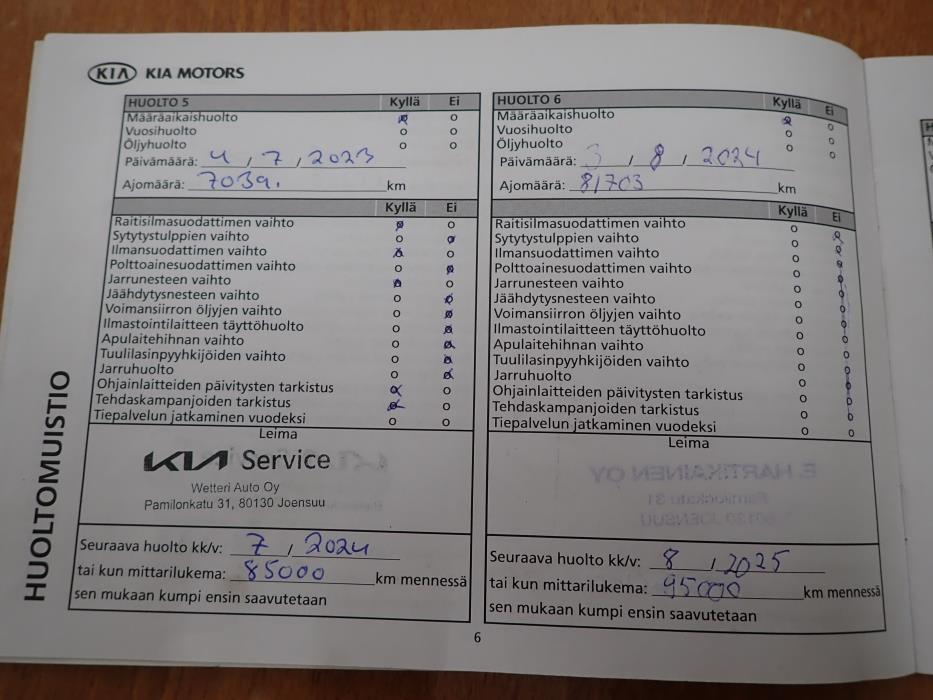 KIA KIA MOTORS
HUOLTO 5 Kyllä Ei
Määräaikaishuolto
Vuosihuolto
Öljyhuolto
Päivämäärä: 4 / 7 / 2023
Ajomäärä: km
Kyllä Ei
Raitisilmasuodattimen vaihto
Sytytystulppien vaihto
Ilmansuodattimen vaihto
Polttoainesuodattimen vaihto
Jarrunesteen vaihto
Jäähdytysnesteen vaihto
Voimansiirron öljyjen vaihto
Ilmastointilaitteen täyttöhuolto
Apulaitehihnan vaihto
Tuulilasinpyyhkijöiden vaihto
Jarruhuolto
Ohjainlaitteiden päivitysten tarkistus
Tehdaskampanjoiden tarkistus
Tiepalvelun jatkaminen vuodeksi
Leima
KIA Service
Wetteri Auto Oy
Pamilonkatu 31, 80130 Joensuu
Seuraava huolto kk/v: 7 / 2024
tai kun mittarilukema: 85000 km mennessä
sen mukaan kumpi ensin saavutetaan
HUOLTO 6 Kyllä Ei
Määräaikaishuolto
Vuosihuolto
Öljyhuolto
Päivämäärä: 3 / 8 / 2024
Ajomäärä: 81703 km
Kyllä Ei
Raitisilmasuodattimen vaihto
Sytytystulppien vaihto
Ilmansuodattimen vaihto
Polttoainesuodattimen vaihto
Jarrunesteen vaihto
Jäähdytysnesteen vaihto
Voimansiirron öljyjen vaihto
Ilmastointilaitteen täyttöhuolto
Apulaitehihnan vaihto
Tuulilasinpyyhkijöiden vaihto
Jarruhuolto
Ohjainlaitteiden päivitysten tarkistus
Tehdaskampanjoiden tarkistus
Tiepalvelun jatkaminen vuodeksi
Leima
E. HARTIKAINEN OY
Pamilonkatu 31
80130 JOENSUU
Seuraava huolto kk/v: 8 / 2025
tai kun mittarilukema: 95000 km mennessä
sen mukaan kumpi ensin saavutetaan
HUOLTOMUISTIO
6